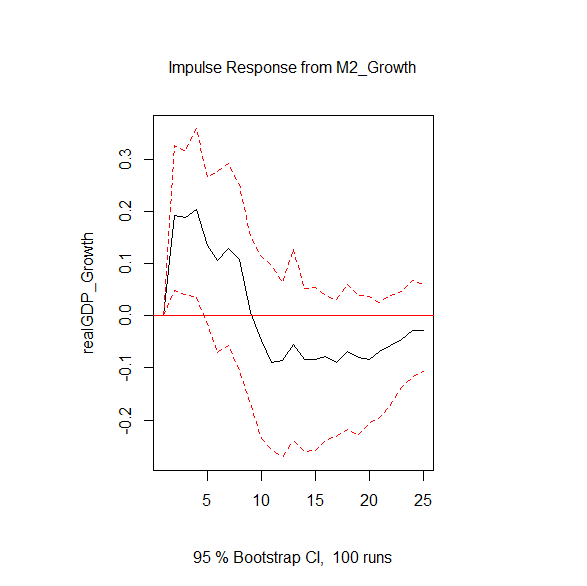 Impulse Response from M2_Growth
realGDP_Growth
0.3
0.2
0.1
0.0
-0.1
-0.2
5 10 15 20 25
95 % Bootstrap CI, 100 runs